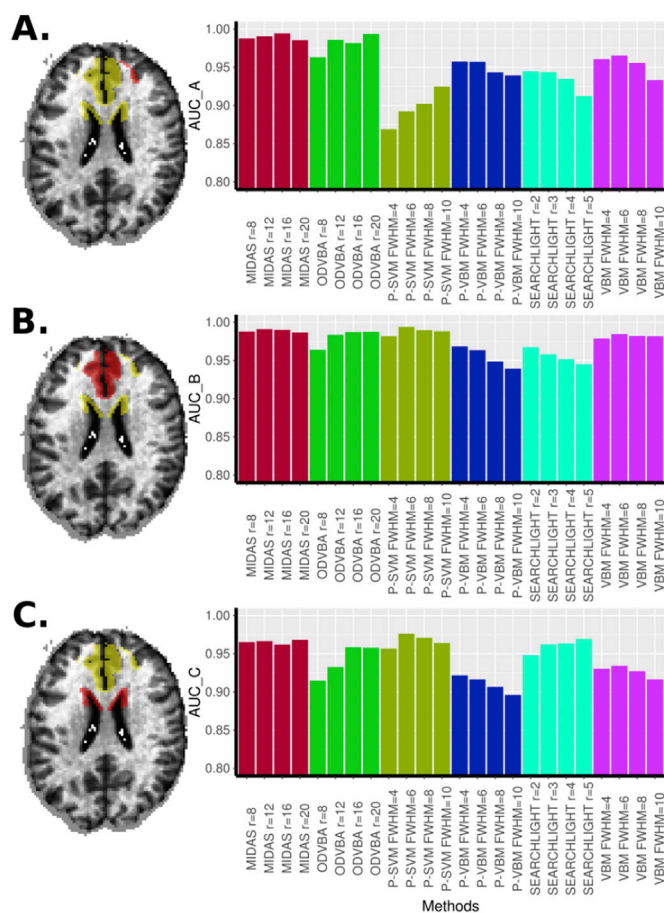 A.
AUC_A
1.00
0.95
0.90
0.85
0.80
MIDAS r=8
MIDAS r=12
MIDAS r=16
MIDAS r=20
ODVBA r=8
ODVBA r=12
ODVBA r=16
ODVBA r=20
P-SVM FWHM=4
P-SVM FWHM=6
P-SVM FWHM=8
P-SVM FWHM=10
P-VBM FWHM=4
P-VBM FWHM=6
P-VBM FWHM=8
P-VBM FWHM=10
SEARCHLIGHT r=2
SEARCHLIGHT r=3
SEARCHLIGHT r=4
SEARCHLIGHT r=5
VBM FWHM=4
VBM FWHM=6
VBM FWHM=8
VBM FWHM=10
B.
AUC_B
1.00
0.95
0.90
0.85
0.80
MIDAS r=8
MIDAS r=12
MIDAS r=16
MIDAS r=20
ODVBA r=8
ODVBA r=12
ODVBA r=16
ODVBA r=20
P-SVM FWHM=4
P-SVM FWHM=6
P-SVM FWHM=8
P-SVM FWHM=10
P-VBM FWHM=4
P-VBM FWHM=6
P-VBM FWHM=8
P-VBM FWHM=10
SEARCHLIGHT r=2
SEARCHLIGHT r=3
SEARCHLIGHT r=4
SEARCHLIGHT r=5
VBM FWHM=4
VBM FWHM=6
VBM FWHM=8
VBM FWHM=10
C.
AUC_C
1.00
0.95
0.90
0.85
0.80
MIDAS r=8
MIDAS r=12
MIDAS r=16
MIDAS r=20
ODVBA r=8
ODVBA r=12
ODVBA r=16
ODVBA r=20
P-SVM FWHM=4
P-SVM FWHM=6
P-SVM FWHM=8
P-SVM FWHM=10
P-VBM FWHM=4
P-VBM FWHM=6
P-VBM FWHM=8
P-VBM FWHM=10
SEARCHLIGHT r=2
SEARCHLIGHT r=3
SEARCHLIGHT r=4
SEARCHLIGHT r=5
VBM FWHM=4
VBM FWHM=6
VBM FWHM=8
VBM FWHM=10
Methods